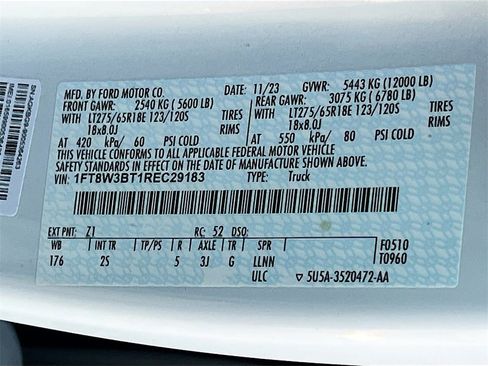 MFD. BY FORD MOTOR CO.
DATE: 11/23 GVWR: 5443 KG (12000 LB)
FRONT GAWR: 2540 KG ( 5600 LB) REAR GAWR: 3075 KG ( 6780 LB)
WITH LT275/65R18E 123/120S TIRES WITH LT275/65R18E 123/120S TIRES
18x8.0J RIMS 18x8.0J RIMS
AT 420 kPa/ 60 PSI COLD AT 550 kPa/ 80 PSI COLD
THIS VEHICLE CONFORMS TO ALL APPLICABLE FEDERAL MOTOR VEHICLE
SAFETY STANDARDS IN EFFECT ON THE DATE OF MANUFACTURE SHOWN ABOVE.
VIN: 1FT8W3BT1REC29183 TYPE: Truck
EXT PNT: Z1 RC: 52 DSO:
WB INT TR TP/PS R AXLE TR SPR F0510
176 2S 5 3J G LLNN T0960
ULC ▽ 5U5A-3520472-AA